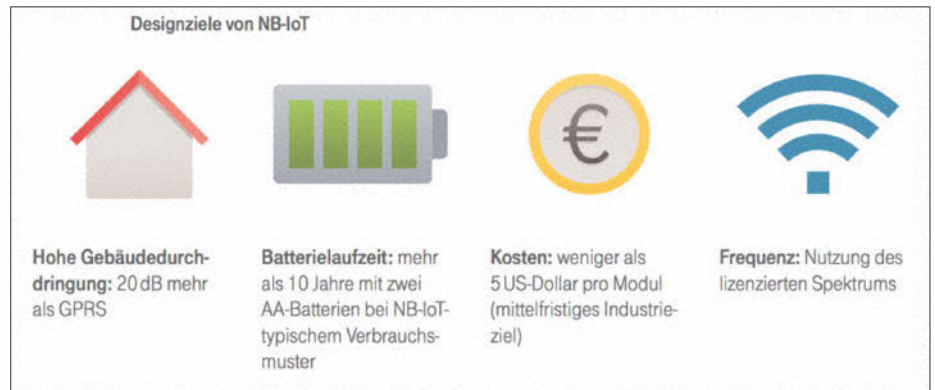 Designziele von NB-IoT
€
Hohe Gebäudedurch-
dringung: 20 dB mehr
als GPRS
Batterielaufzeit: mehr
als 10 Jahre mit zwei
AA-Batterien bei NB-IoT-
typischem Verbrauchs-
muster
Kosten: weniger als
5 US-Dollar pro Modul
(mittelfristiges Industrie-
ziel)
Frequenz: Nutzung des
lizenzierten Spektrums